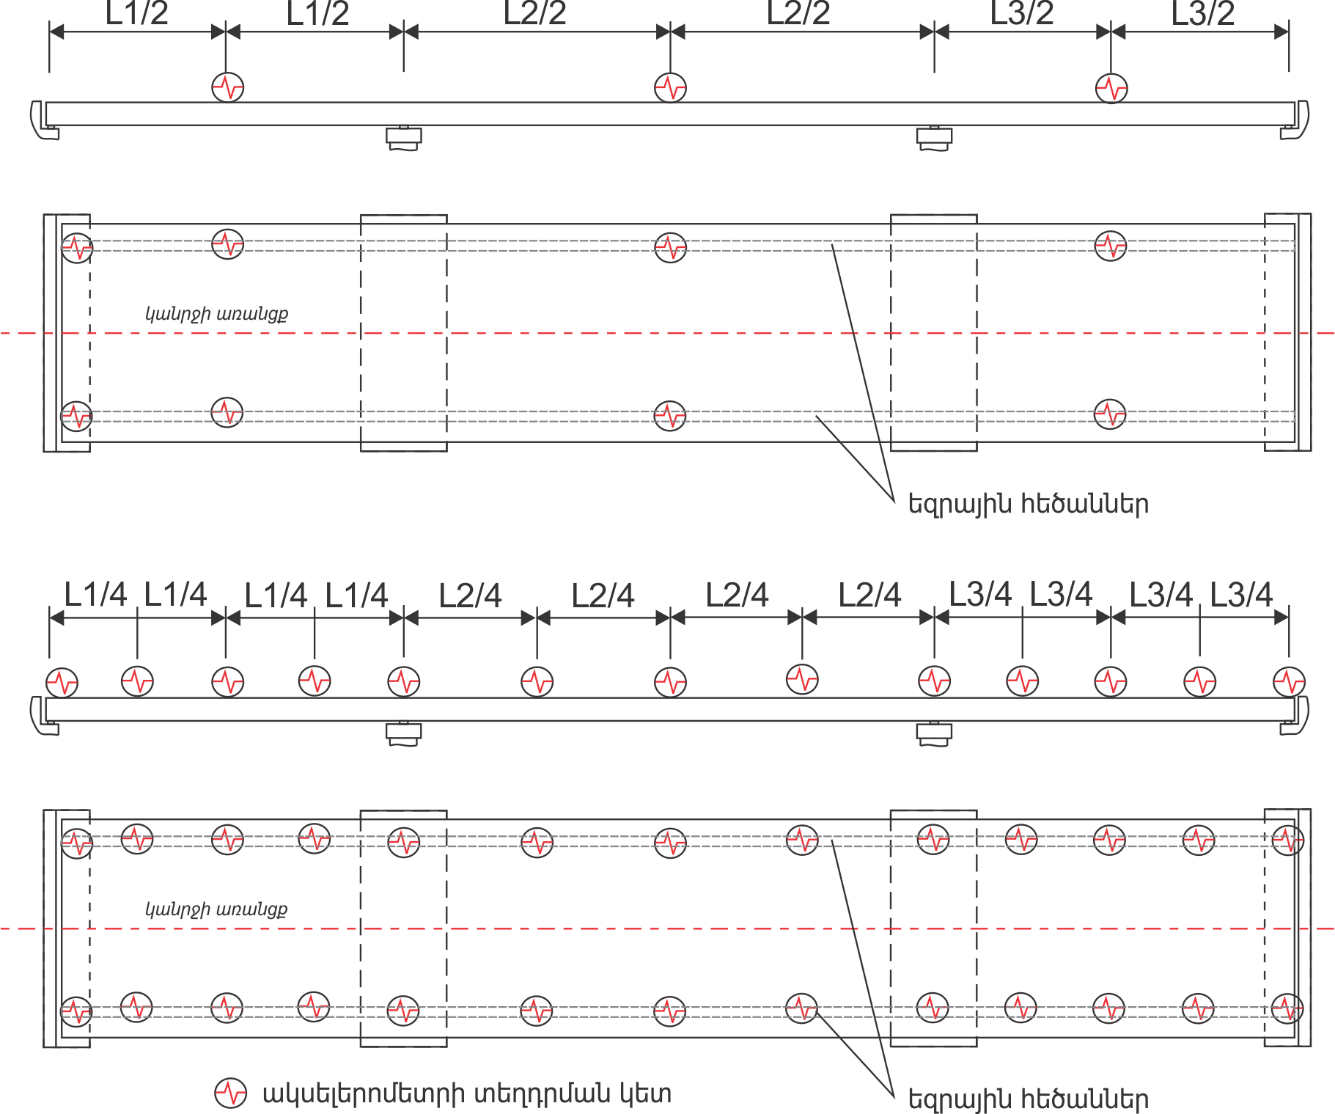 L1/2 L1/2 L2/2 L2/2 L3/2 L3/2
կանրջի առանցք
եզրային հեծաններ
L1/4 L1/4 L1/4 L1/4 L2/4 L2/4 L2/4 L2/4 L3/4 L3/4 L3/4 L3/4
կանրջի առանցք
ակսելերոմետրի տեղդրման կետ
եզրային հեծաններ